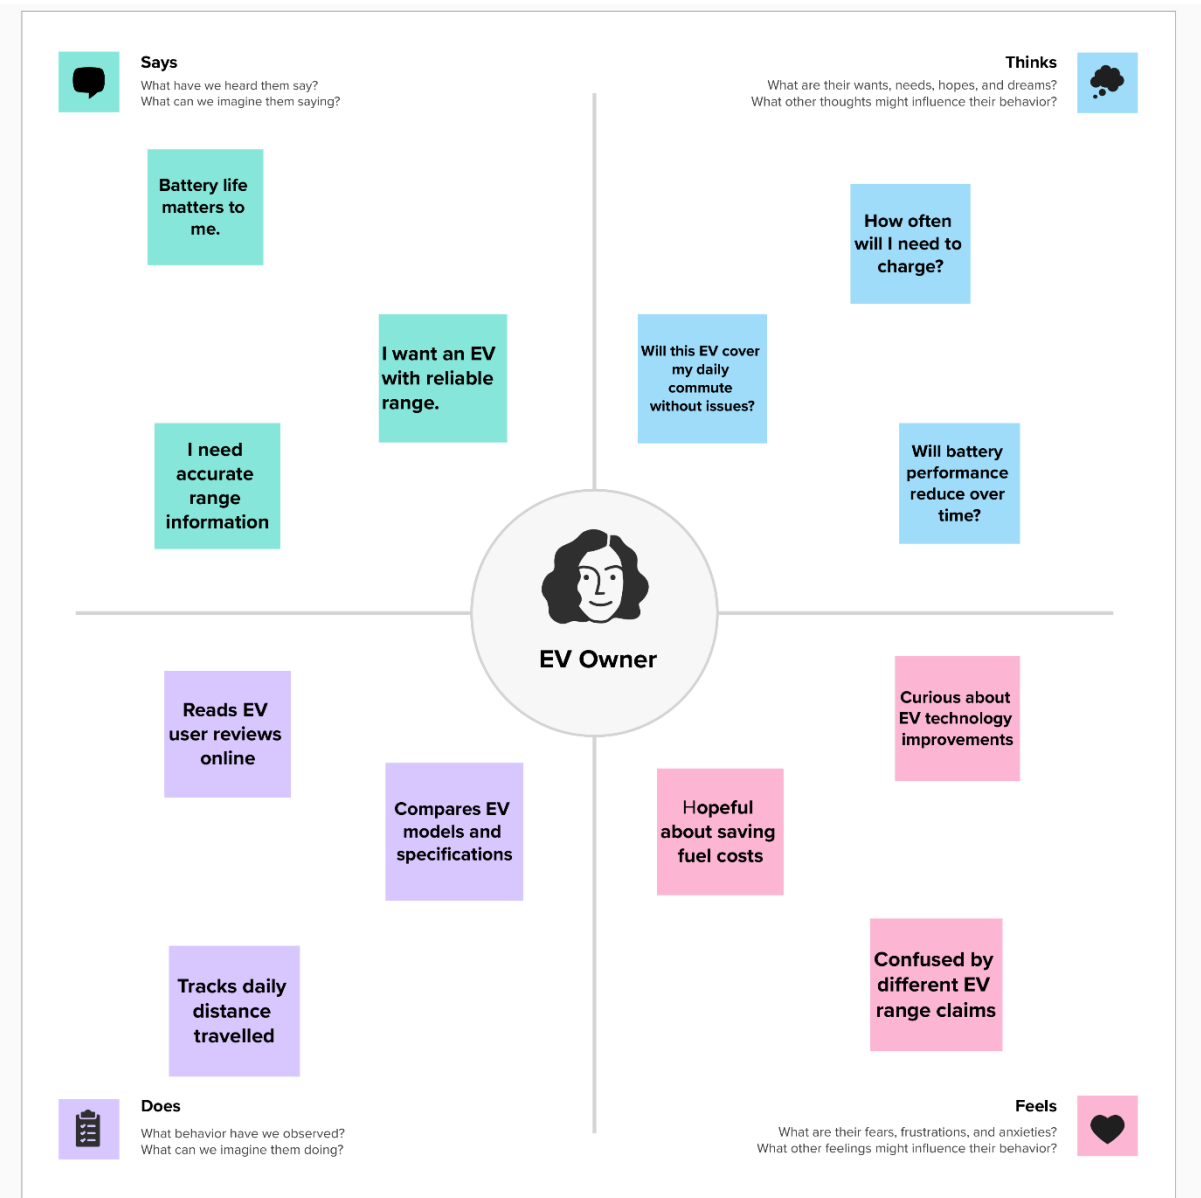 Says
What have we heard them say?
What can we imagine them saying?
Thinks
What are their wants, needs, hopes, and dreams?
What other thoughts might influence their behavior?
Battery life
matters to
me.
I want an EV
with reliable
range.
I need
accurate
range
information
How often
will I need to
charge?
Will this EV cover
my daily
commute
without issues?
Will battery
performance
reduce over
time?
EV Owner
Reads EV
user reviews
online
Compares EV
models and
specifications
Tracks daily
distance
travelled
Curious about
EV technology
improvements
Hopeful
about saving
fuel costs
Confused by
different EV
range claims
Does
What behavior have we observed?
What can we imagine them doing?
Feels
What are their fears, frustrations, and anxieties?
What other feelings might influence their behavior?